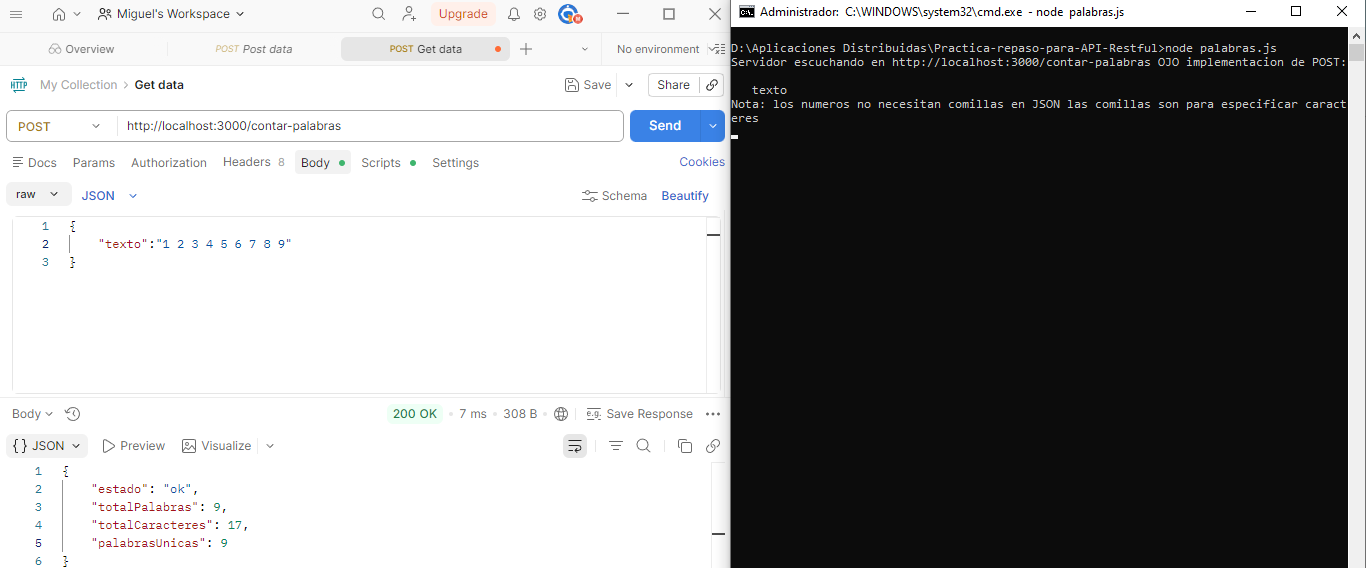 Miguel's Workspace
Upgrade
Overview
POST Post data
POST Get data
No environment
HTTP My Collection > Get data
Save
Share
POST
http://localhost:3000/contar-palabras
Send
Docs Params Authorization Headers 8 Body Scripts Settings
Cookies
raw
JSON
Schema
Beautify
1 {
2 "texto":"1 2 3 4 5 6 7 8 9"
3 }
Body
200 OK • 7 ms • 308 B •
e.g. Save Response
{} JSON
Preview
Visualize
1 {
2 "estado": "ok",
3 "totalPalabras": 9,
4 "totalCaracteres": 17,
5 "palabrasUnicas": 9
6 }
C:\. Administrador: C:\WINDOWS\system32\cmd.exe - node palabras.js
D:\Aplicaciones Distribuidas\Practica-repaso-para-API-Restful>node palabras.js
Servidor escuchando en http://localhost:3000/contar-palabras OJO implementacion de POST:
texto
Nota: los numeros no necesitan comillas en JSON las comillas son para especificar caract
eres